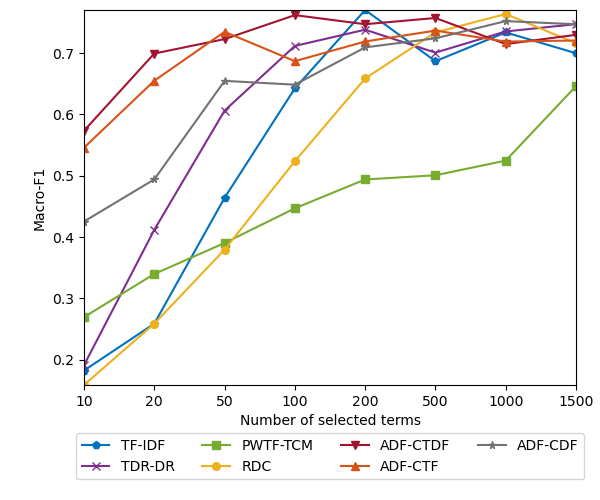 0.7
0.6
0.5
0.4
0.3
0.2
Macro-F1
10 20 50 100 200 500 1000 1500
Number of selected terms
TF-IDF PWTF-TCM ADF-CTDF ADF-CDF
TDR-DR RDC ADF-CTF